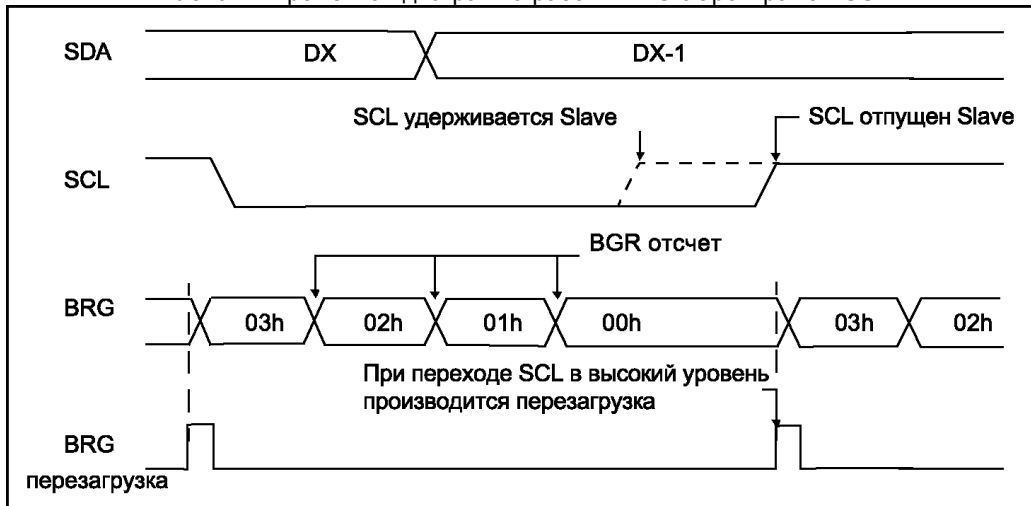 SDA
DX
DX-1
SCL удерживается Slave
SCL отпущен Slave
SCL
BGR отсчет
BRG
03h
02h
01h
00h
03h
02h
При переходе SCL в высокий уровень
производится перезагрузка
BRG
перезагрузка